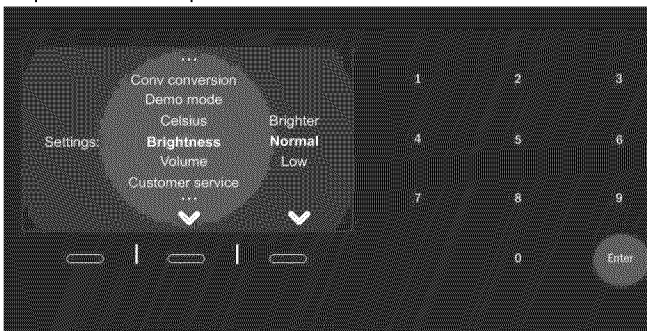 ...
Conv conversion
Demo mode
Celsius Brighter
Settings: Brightness Normal
Volume Low
Customer service
...
1 2 3
4 5 6
7 8 9
0 Enter